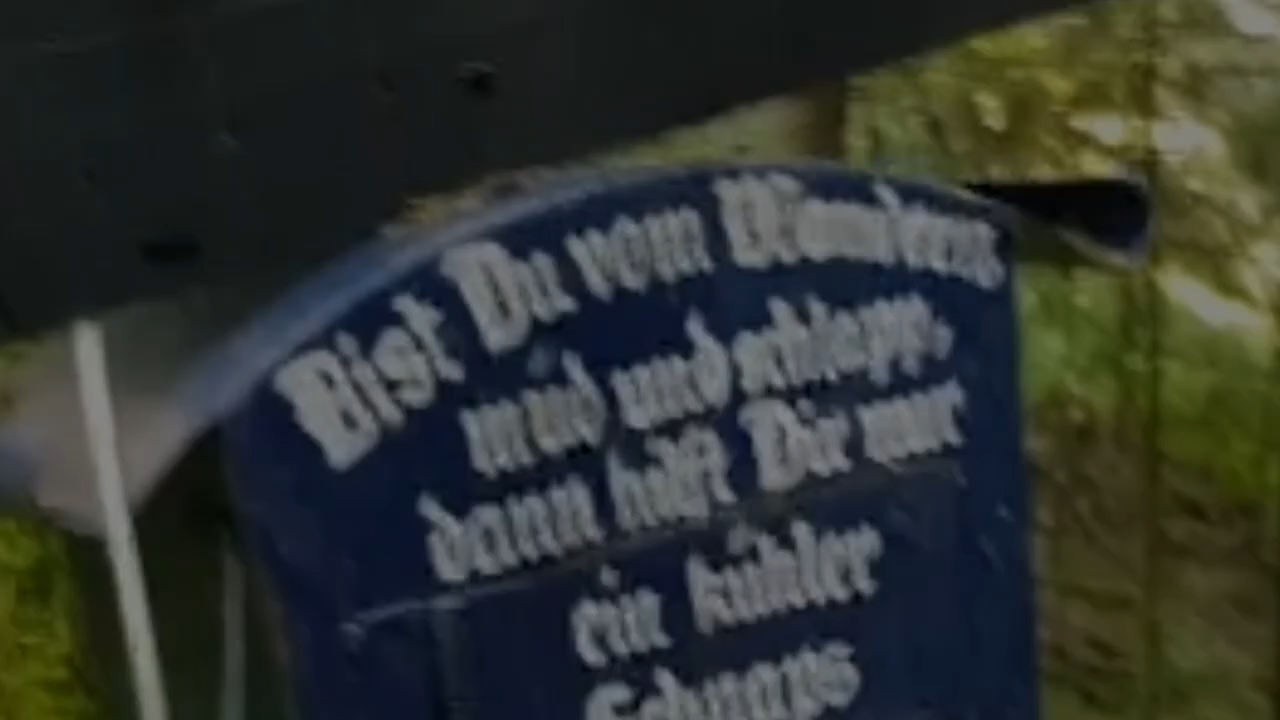 Bist Du vom Wandern
müd und schlapp,
dann hilft Dir nur
ein kühler
Schnaps